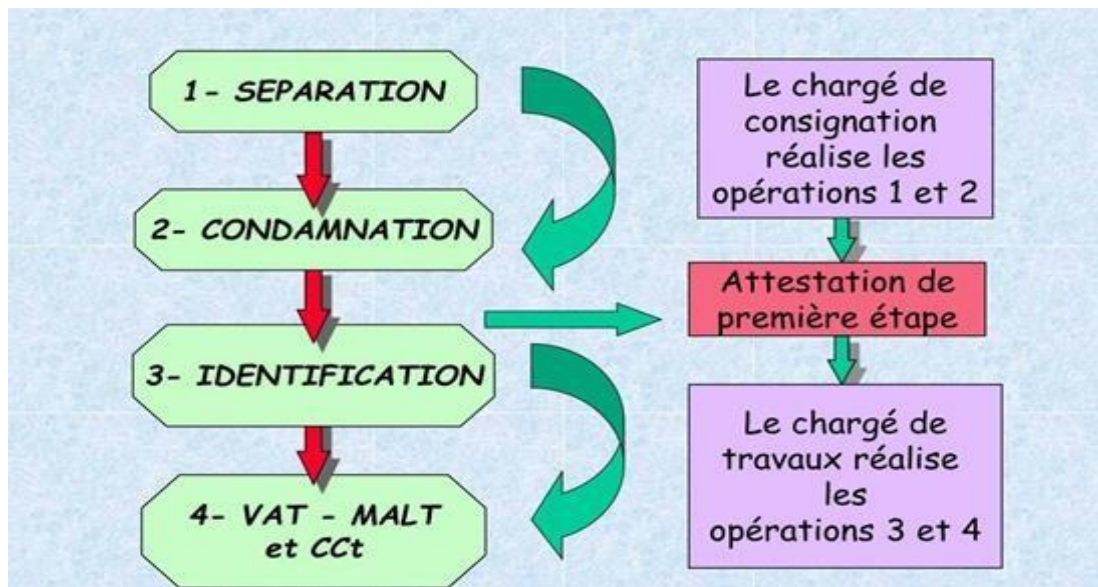 1- SEPARATION
2- CONDAMNATION
3- IDENTIFICATION
4- VAT - MALT
et CCt
Le chargé de
consignation
réalise les
opérations 1 et 2
Attestation de
première étape
Le chargé de
travaux réalise
les
opérations 3 et 4